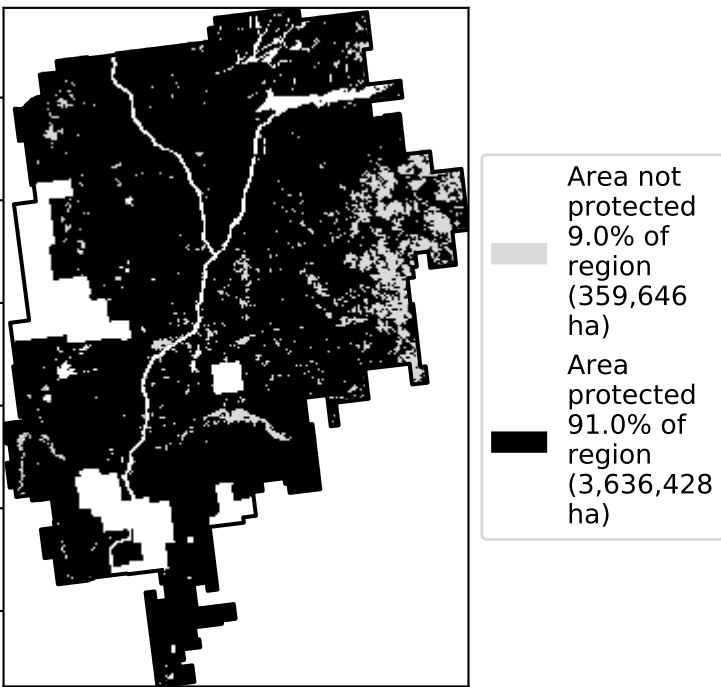 Area not
protected
9.0% of
region
(359,646
ha)
Area
protected
91.0% of
region
(3,636,428
ha)